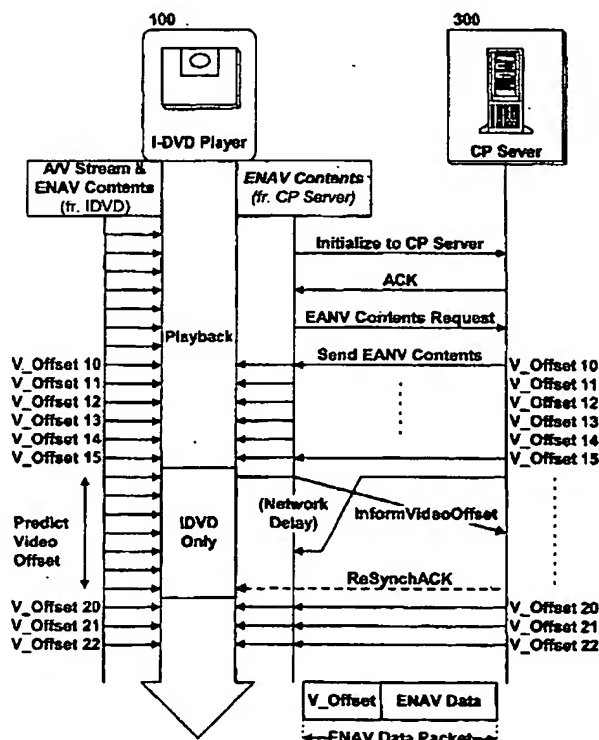 100
300
I-DVD Player
CP Sever
A/V Stream &
ENAV Contents
(fr. IDVD)
ENAV Contents
(fr. CP Server)
Initialize to CP Server
ACK
EANV Contents Request
Playback
Send EANV Contents
V_Offset 10
V_Offset 11
V_Offset 12
V_Offset 13
V_Offset 14
V_Offset 15
V_Offset 10
V_Offset 11
V_Offset 12
V_Offset 13
V_Offset 14
V_Offset 15
Predict
Video
Offset
IDVD
Only
(Network
Delay)
InformVideoOffset
ReSynchACK
V_Offset 20
V_Offset 21
V_Offset 22
V_Offset 20
V_Offset 21
V_Offset 22
V_Offset
ENAV Data
ENAV Data Packet